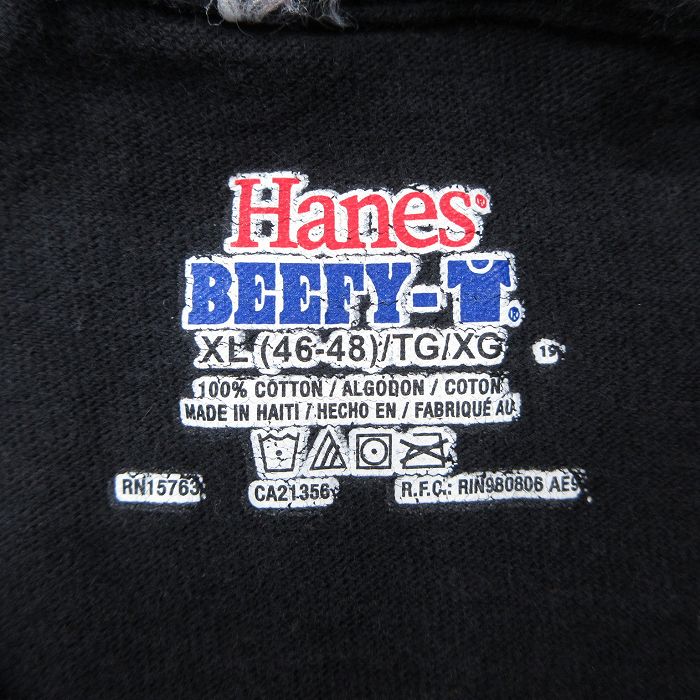 Hanes®
BEEFY-T®
XL (46-48)/TG/XG 19
100% COTTON / ALGODON / COTON
MADE IN HAITI / HECHO EN / FABRIQUÉ AU
RN15763 CA21356 R.F.C.: RIN980806 AE9